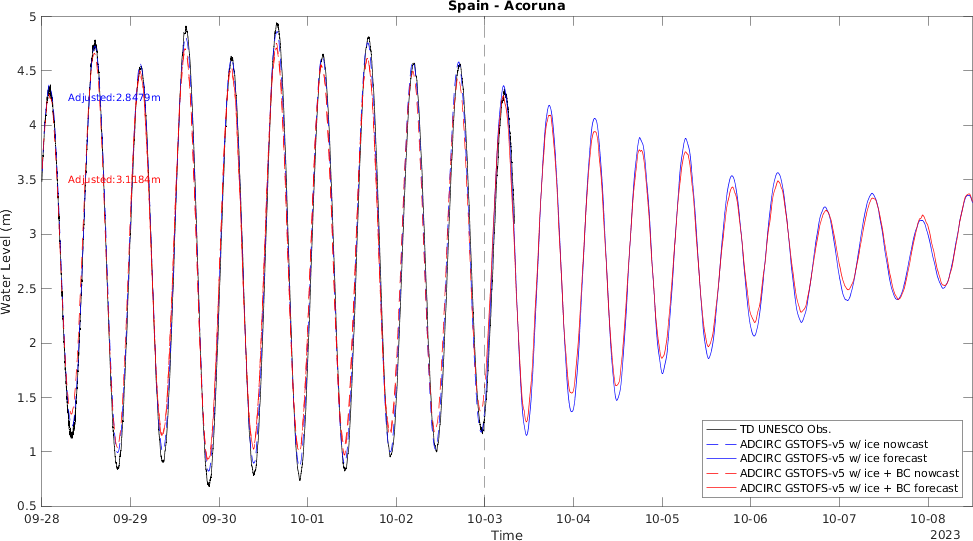 Spain - Acoruna
5
4.5
4
3.5
3
2.5
2
1.5
1
0.5
Water Level (m)
Adjusted:2.8479m
Adjusted:3.1184m
TD UNESCO Obs.
ADCIRC GSTOFS-v5 w/ ice nowcast
ADCIRC GSTOFS-v5 w/ ice forecast
ADCIRC GSTOFS-v5 w/ ice + BC nowcast
ADCIRC GSTOFS-v5 w/ ice + BC forecast
09-28 09-29 09-30 10-01 10-02 10-03 10-04 10-05 10-06 10-07 10-08
Time
2023